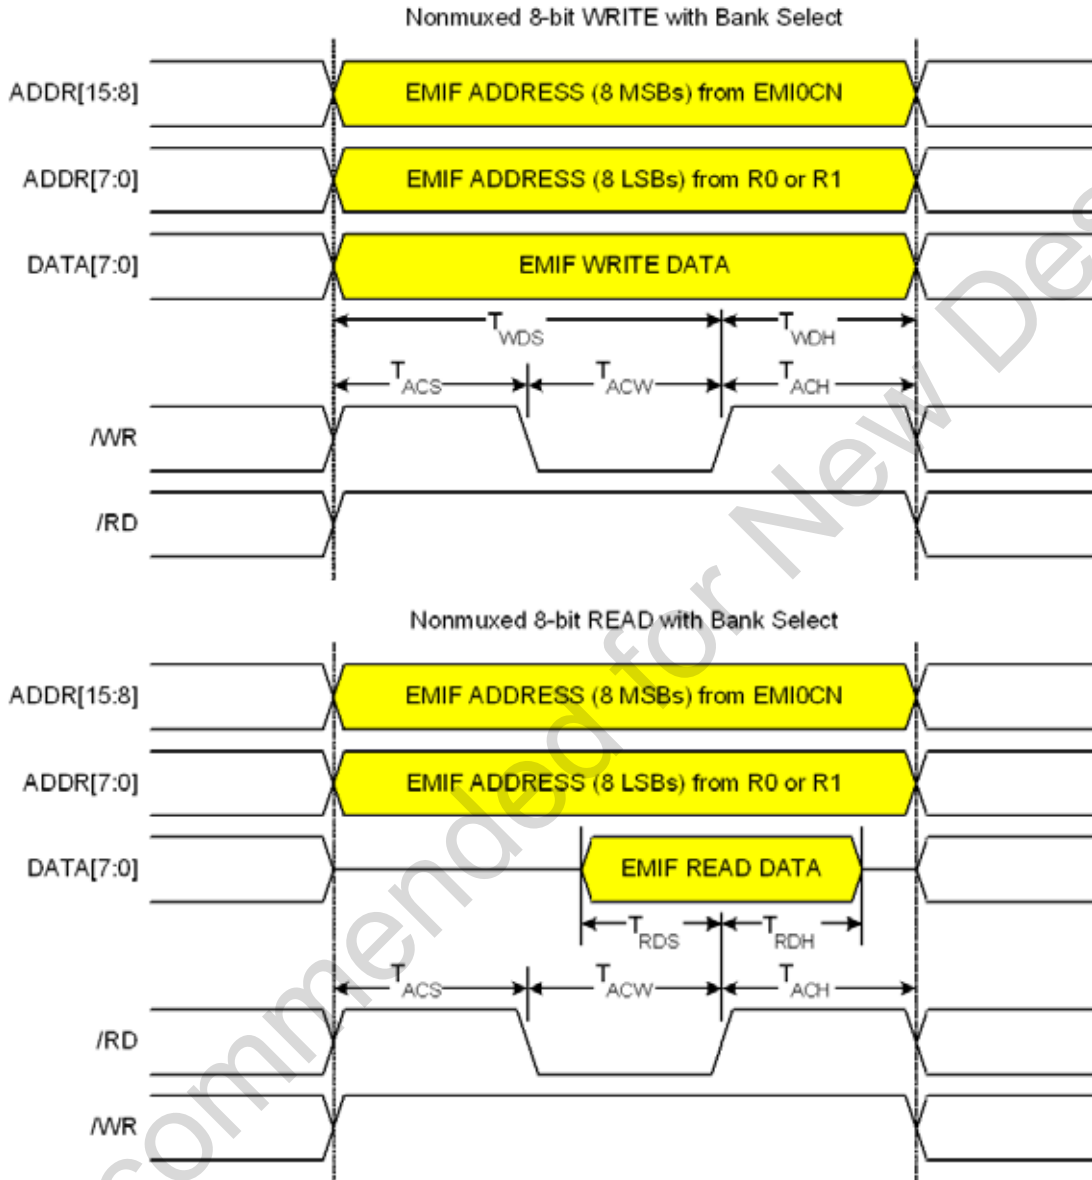 Nonmuxed 8-bit WRITE with Bank Select
ADDR[15:8] EMIF ADDRESS (8 MSBs) from EMI0CN
ADDR[7:0] EMIF ADDRESS (8 LSBs) from R0 or R1
DATA[7:0] EMIF WRITE DATA
TWDS TWDH
TACS TACW TACH
/WR
/RD
Nonmuxed 8-bit READ with Bank Select
ADDR[15:8] EMIF ADDRESS (8 MSBs) from EMI0CN
ADDR[7:0] EMIF ADDRESS (8 LSBs) from R0 or R1
DATA[7:0] EMIF READ DATA
TRDS TRDH
TACS TACW TACH
/RD
/WR
commended for New Des